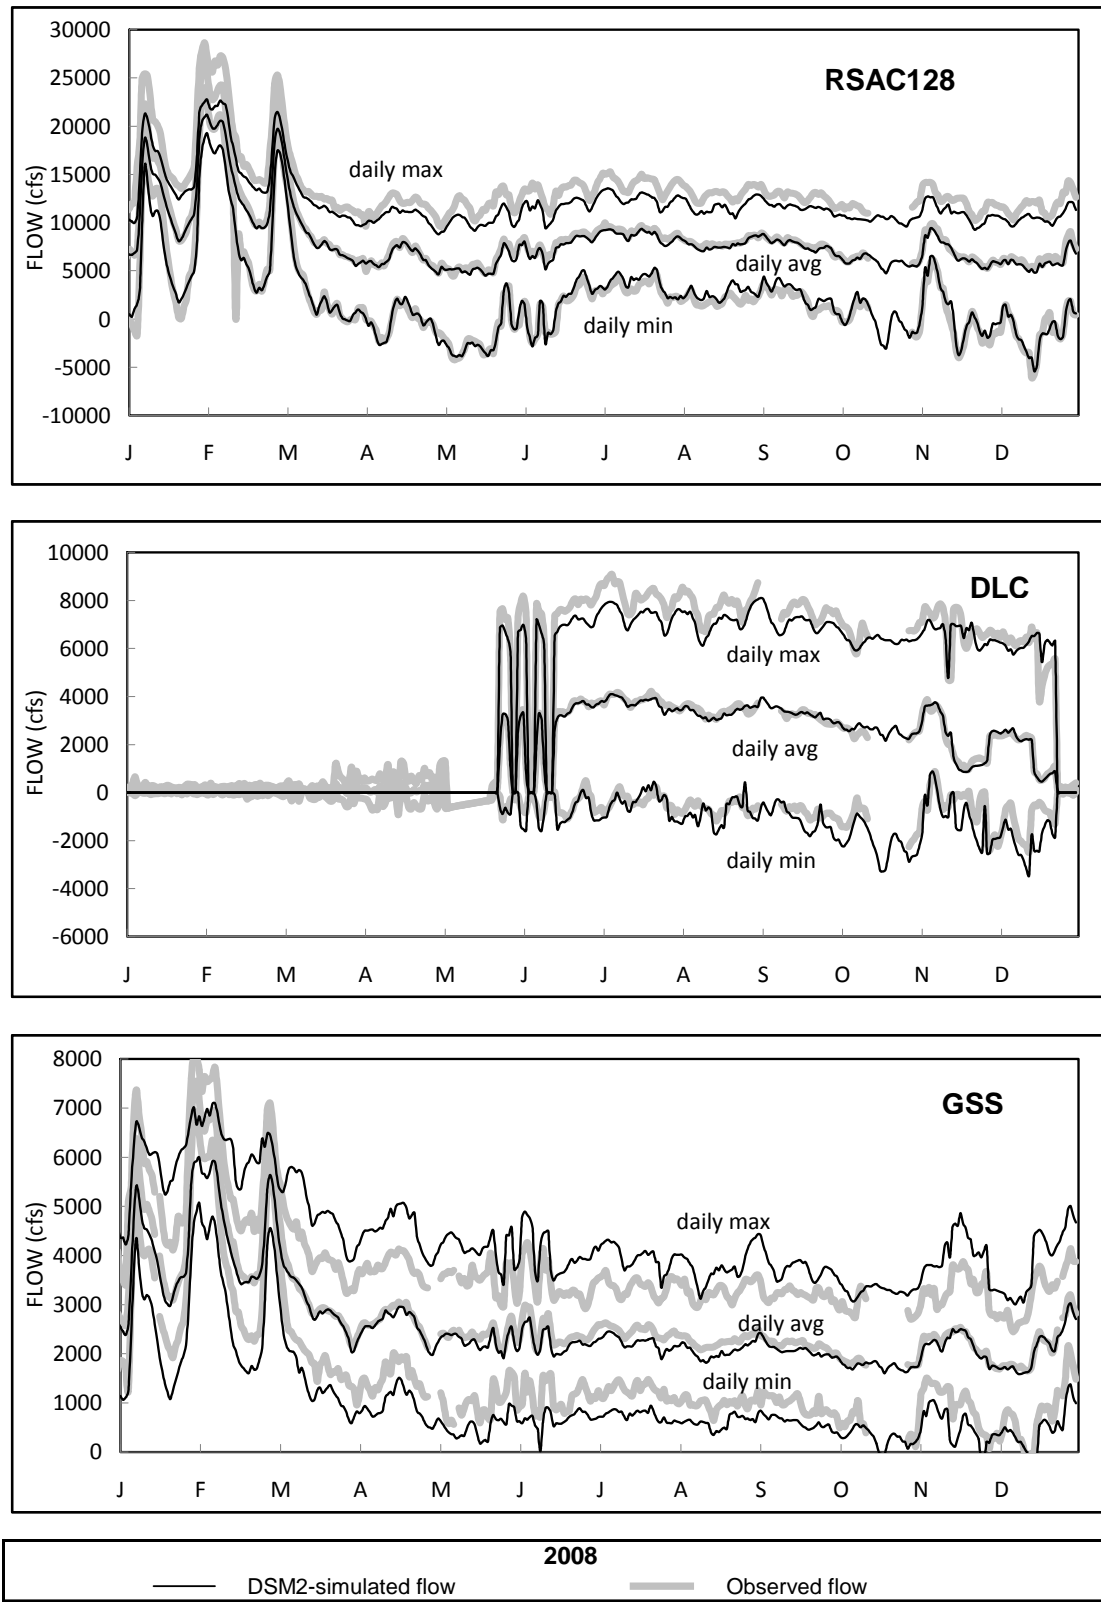 30000
25000
20000
15000
10000
5000
0
-5000
-10000
FLOW (cfs)
RSAC128
daily max
daily avg
daily min
J F M A M J J A S O N D
10000
8000
6000
4000
2000
0
-2000
-4000
-6000
FLOW (cfs)
DLC
daily max
daily avg
daily min
J F M A M J J A S O N D
8000
7000
6000
5000
4000
3000
2000
1000
0
FLOW (cfs)
GSS
daily max
daily avg
daily min
J F M A M J J A S O N D
2008
DSM2-simulated flow Observed flow